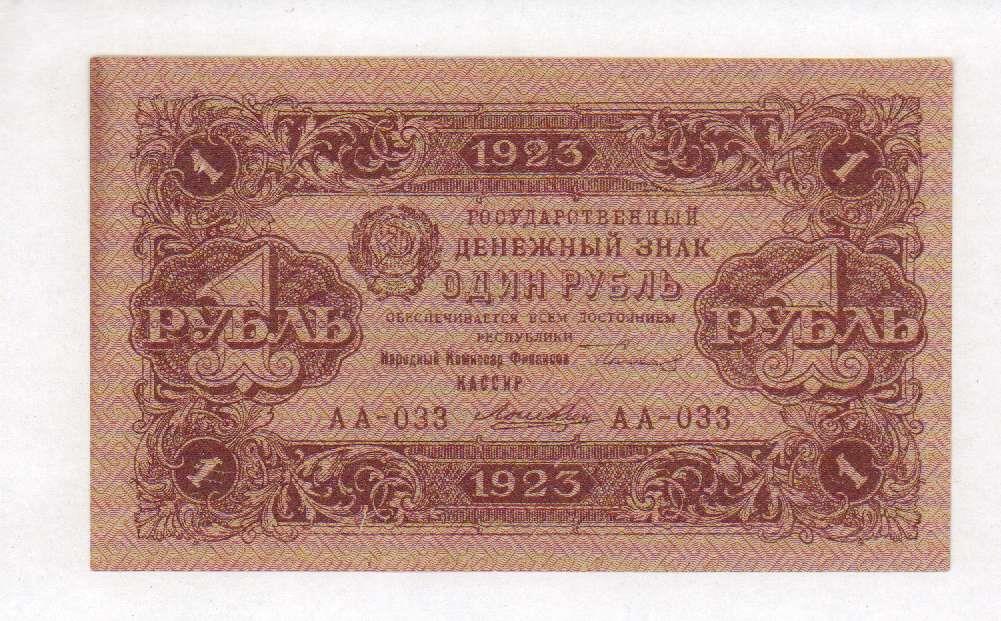 1 1923 1
ГОСУДАРСТВЕННЫЙ
ДЕНЕЖНЫЙ ЗНАК
ОДИН РУБЛЬ
1 РУБЛЬ
1 РУБЛЬ
ОБЕСПЕЧИВАЕТСЯ ВСЕМ ДОСТОЯНИЕМ
РЕСПУБЛИКИ
Народный Комиссар Финансов
КАССИР
АА-033 АА-033
1 1923 1